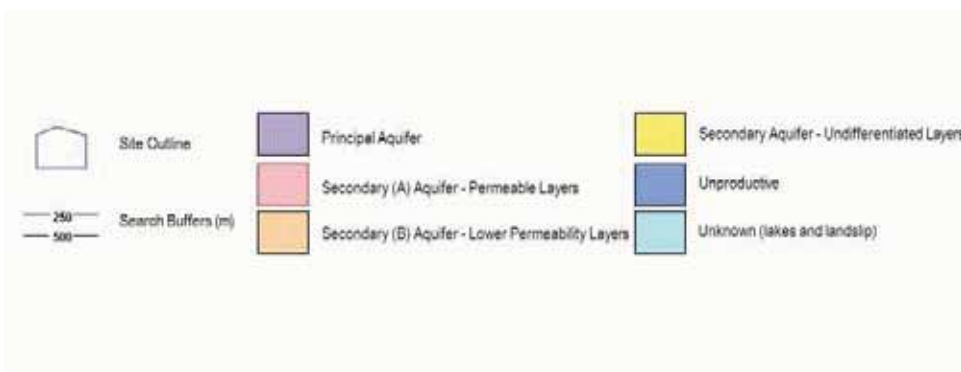 Site Outline
250
500
Search Buffers (m)
Principal Aquifer
Secondary (A) Aquifer - Permeable Layers
Secondary (B) Aquifer - Lower Permeability Layers
Secondary Aquifer - Undifferentiated Layers
Unproductive
Unknown (lakes and landslip)